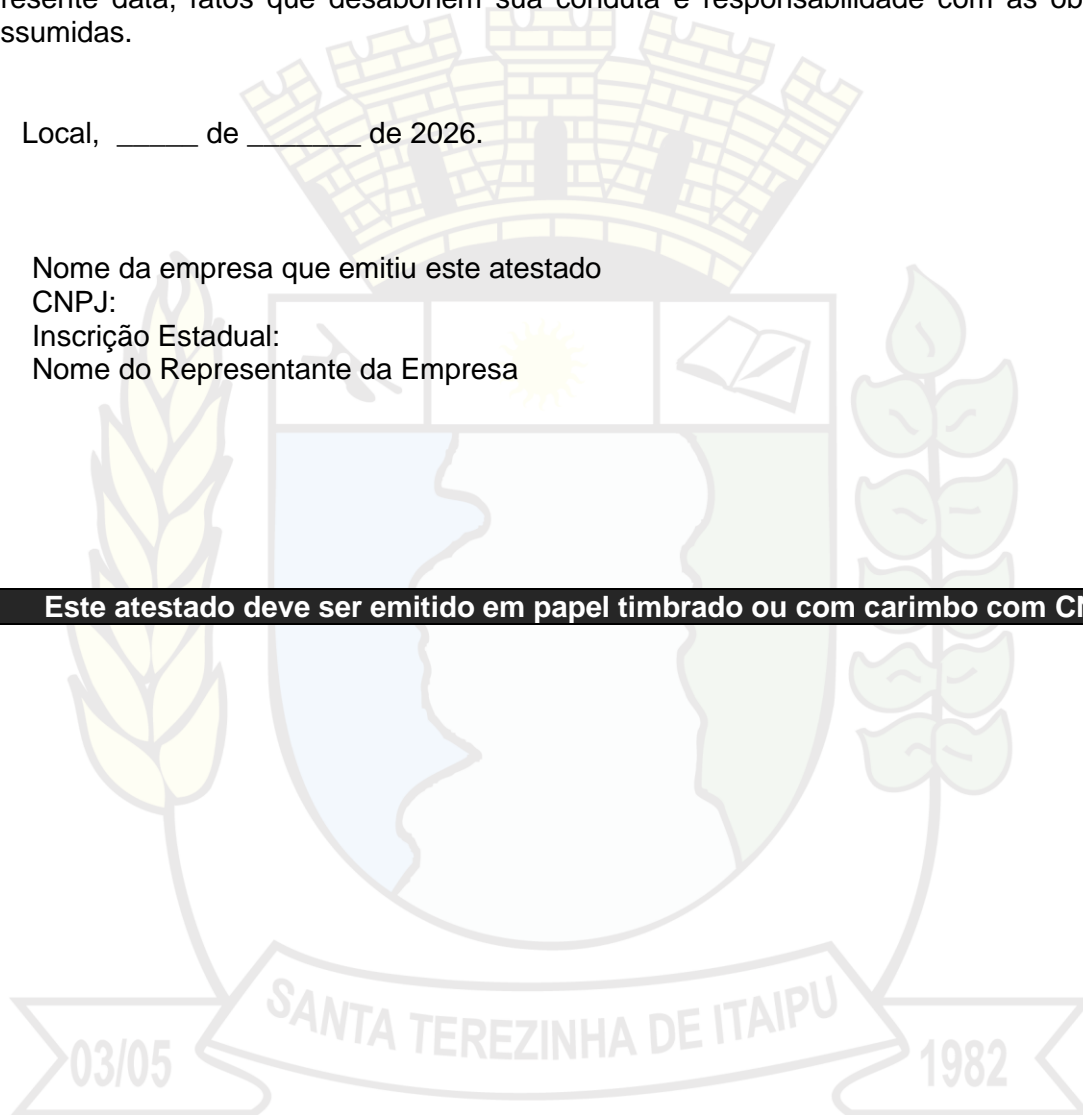 resente data, fatos que desabonem sua conduta e responsabilidade com as ob
ssumidas.
Local, _____ de _______ de 2026.
Nome da empresa que emitiu este atestado
CNPJ:
Inscrição Estadual:
Nome do Representante da Empresa
Este atestado deve ser emitido em papel timbrado ou com carimbo com CN
SANTA TEREZINHA DE ITAIPU
03/05
1982